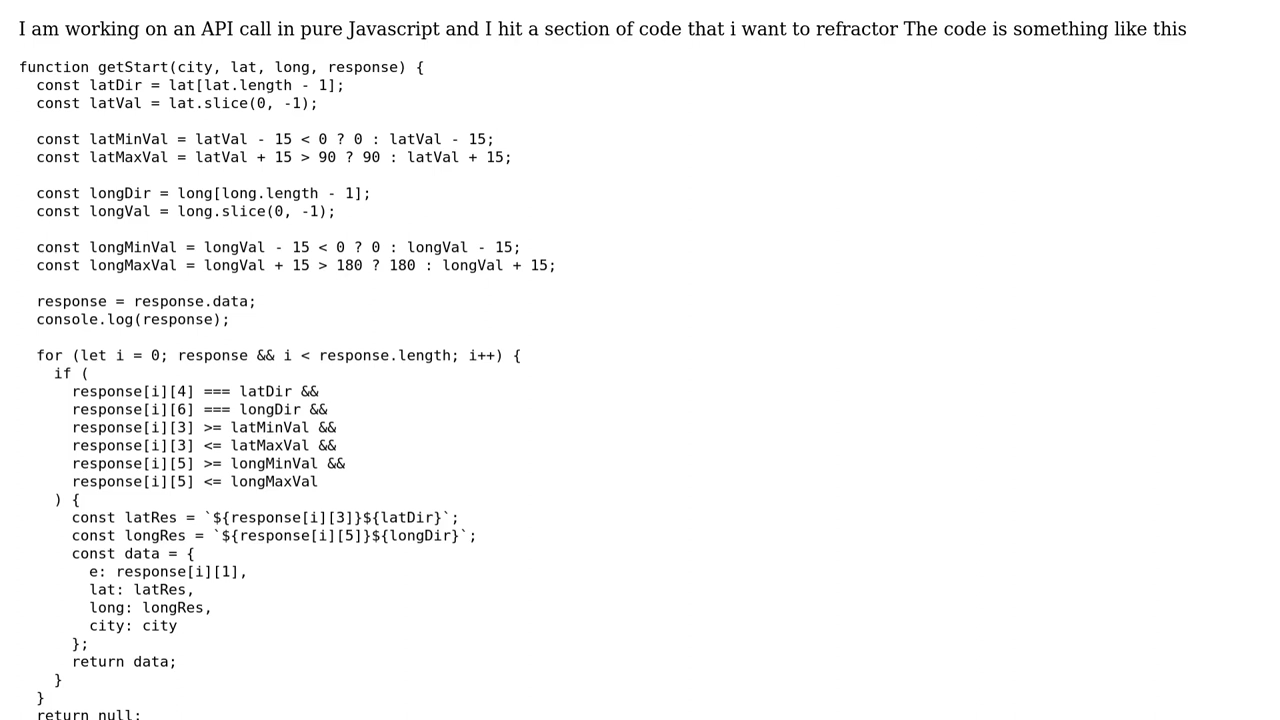 I am working on an API call in pure Javascript and I hit a section of code that i want to refractor The code is something like this
function getStart(city, lat, long, response) {
  const latDir = lat[lat.length - 1];
  const latVal = lat.slice(0, -1);

  const latMinVal = latVal - 15 < 0 ? 0 : latVal - 15;
  const latMaxVal = latVal + 15 > 90 ? 90 : latVal + 15;

  const longDir = long[long.length - 1];
  const longVal = long.slice(0, -1);

  const longMinVal = longVal - 15 < 0 ? 0 : longVal - 15;
  const longMaxVal = longVal + 15 > 180 ? 180 : longVal + 15;

  response = response.data;
  console.log(response);

  for (let i = 0; response && i < response.length; i++) {
    if (
      response[i][4] === latDir &&
      response[i][6] === longDir &&
      response[i][3] >= latMinVal &&
      response[i][3] <= latMaxVal &&
      response[i][5] >= longMinVal &&
      response[i][5] <= longMaxVal
    ) {
      const latRes = `${response[i][3]}${latDir}`;
      const longRes = `${response[i][5]}${longDir}`;
      const data = {
        e: response[i][1],
        lat: latRes,
        long: longRes,
        city: city
      };
      return data;
    }
  }
  return null;